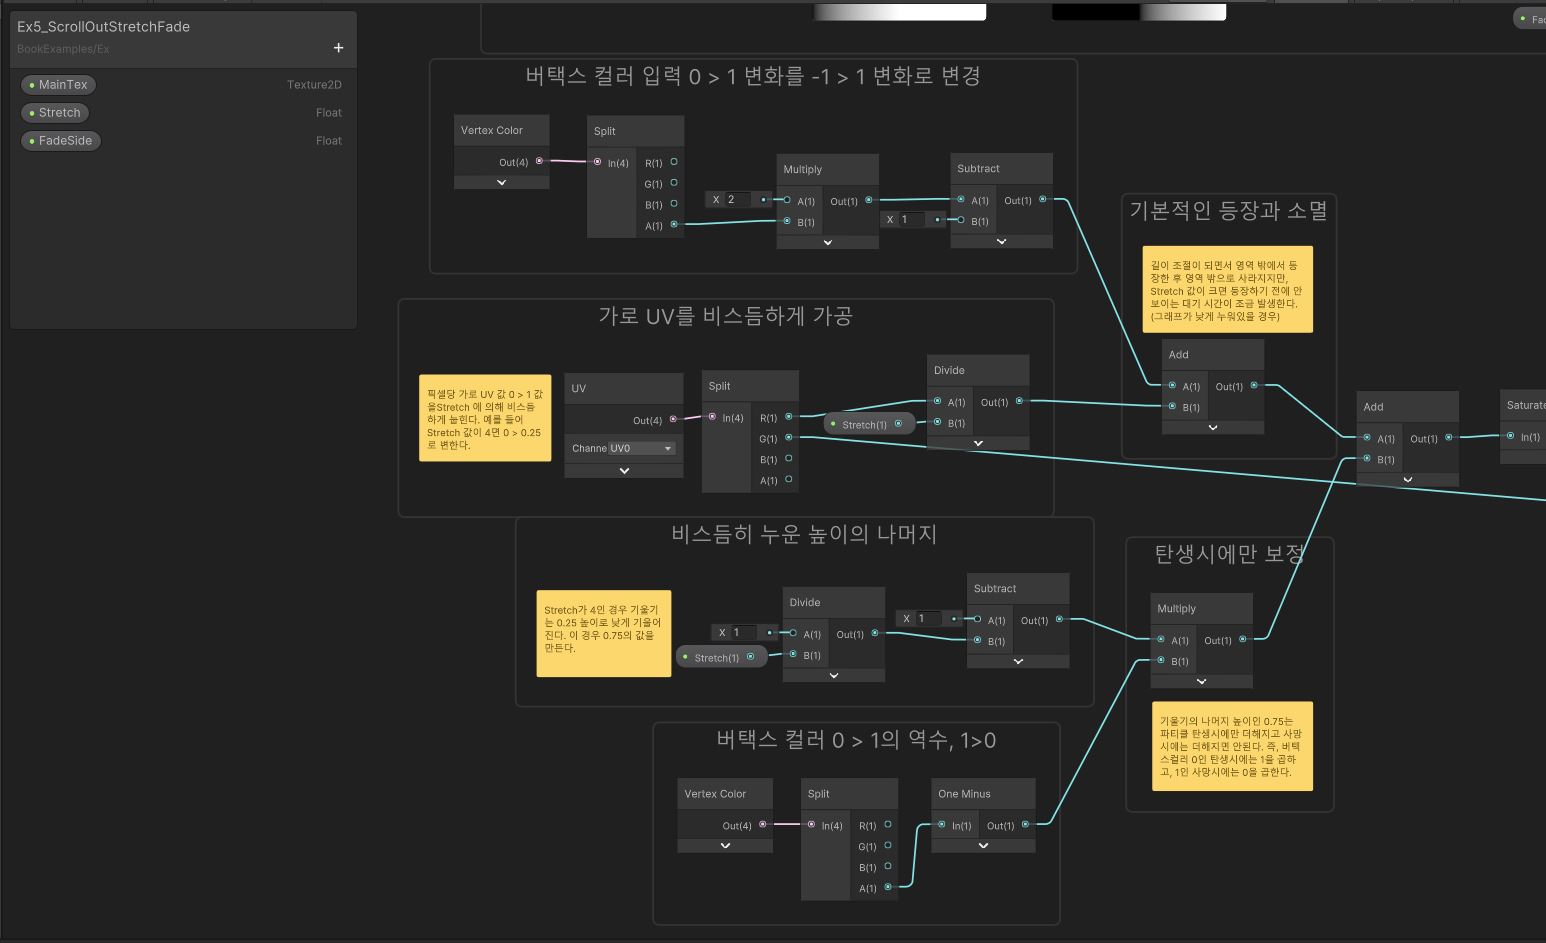 Ex5_ScrollOutStretchFade
BookExamples/Ex
+
MainTex Texture2D
Stretch Float
FadeSide Float
버택스 컬러 입력 0 > 1 변화를 -1 > 1 변화로 변경
Vertex Color
Out(4)
Split
In(4)
R(1)
G(1)
B(1)
A(1)
X 2
Multiply
A(1) Out(1)
B(1)
X 1
Subtract
A(1) Out(1)
B(1)
기본적인 등장과 소멸
길이 조절이 되면서 영역 밖에서 등
장한 후 영역 밖으로 사라지지만,
Stretch 값이 크면 등장하기 전에 안
보이는 대기 시간이 조금 발생한다.
(그래프가 낮게 누워있을 경우)
Add
A(1) Out(1)
B(1)
가로 UV를 비스듬하게 가공
픽셀당 가로 UV 값 0 > 1 값
을Stretch 에 의해 비스듬
하게 눕힌다. 예를 들어
Stretch 값이 4면 0 > 0.25
로 변한다.
UV
Out(4)
Channe UV0
Split
In(4)
R(1)
G(1)
B(1)
A(1)
Stretch(1)
Divide
A(1) Out(1)
B(1)
Add
A(1) Out(1)
B(1)
Saturate
In(1)
비스듬히 누운 높이의 나머지
Stretch가 4인 경우 기울기
는 0.25 높이로 낮게 기울어
진다. 이 경우 0.75의 값을
만든다.
X 1
Stretch(1)
Divide
A(1) Out(1)
B(1)
X 1
Subtract
A(1) Out(1)
B(1)
탄생시에만 보정
Multiply
A(1) Out(1)
B(1)
기울기의 나머지 높이인 0.75는
파티클 탄생시에만 더해지고 사망
시에는 더해지면 안된다. 즉, 버텍
스컬러 0인 탄생시에는 1을 곱하
고, 1인 사망시에는 0을 곱한다.
버택스 컬러 0 > 1의 역수, 1>0
Vertex Color
Out(4)
Split
In(4)
R(1)
G(1)
B(1)
A(1)
One Minus
In(1) Out(1)